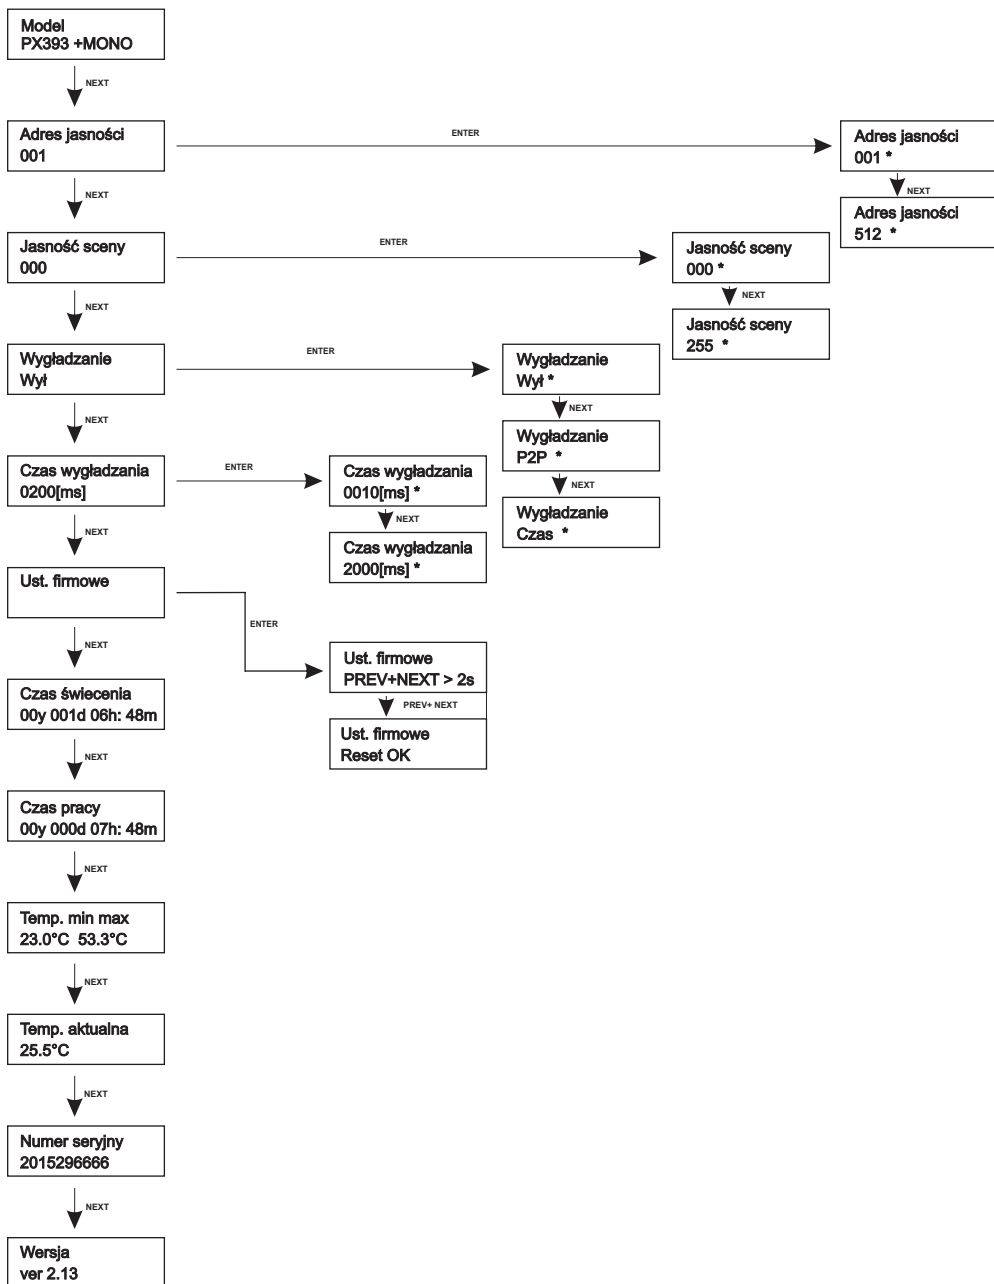 Model
PX393 +MONO
NEXT
Adres jasności
001
ENTER
Adres jasności
001 *
NEXT
Adres jasności
512 *
NEXT
Jasność sceny
000
ENTER
Jasność sceny
000 *
NEXT
Jasność sceny
255 *
NEXT
Wygładzanie
Wył
ENTER
Wygładzanie
Wył *
NEXT
Wygładzanie
P2P *
NEXT
Wygładzanie
Czas *
NEXT
Czas wygładzania
0200[ms]
ENTER
Czas wygładzania
0010[ms] *
NEXT
Czas wygładzania
2000[ms] *
NEXT
Ust. firmowe
ENTER
Ust. firmowe
PREV+NEXT > 2s
PREV+ NEXT
Ust. firmowe
Reset OK
NEXT
Czas świecenia
00y 001d 06h: 48m
NEXT
Czas pracy
00y 000d 07h: 48m
NEXT
Temp. min max
23.0°C 53.3°C
NEXT
Temp. aktualna
25.5°C
NEXT
Numer seryjny
2015296666
NEXT
Wersja
ver 2.13